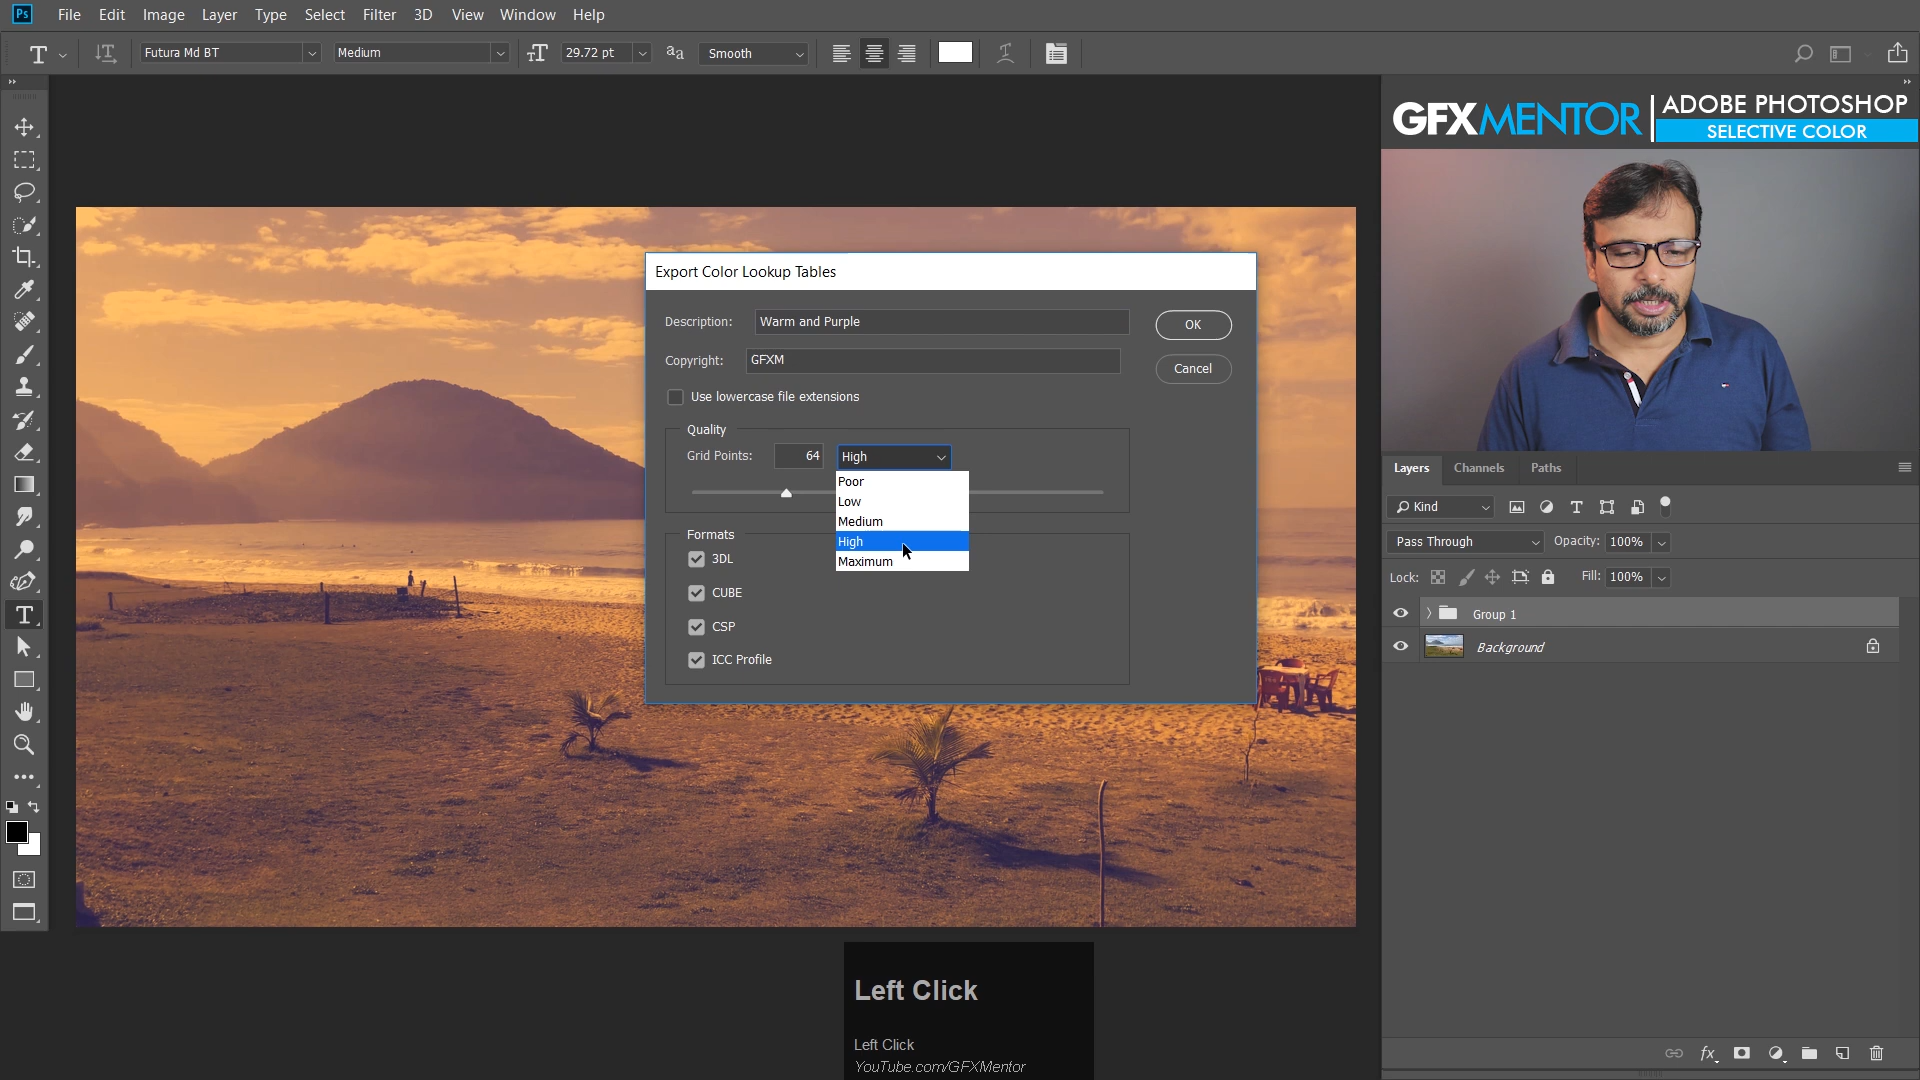 Ps File Edit Image Layer Type Select Filter 3D View Window Help
T Futura Md BT Medium 29.72 pt aa Smooth
GFXMENTOR
ADOBE PHOTOSHOP
SELECTIVE COLOR
Export Color Lookup Tables
Description: Warm and Purple
OK
Copyright: GFXM
Cancel
Use lowercase file extensions
Quality
Grid Points: 64 High
Poor
Low
Medium
High
Maximum
Formats
3DL
CUBE
CSP
ICC Profile
Layers Channels Paths
Kind
Pass Through Opacity: 100%
Lock: Fill: 100%
Group 1
Background
fx
Left Click
Left Click
YouTube.com/GFXMentor